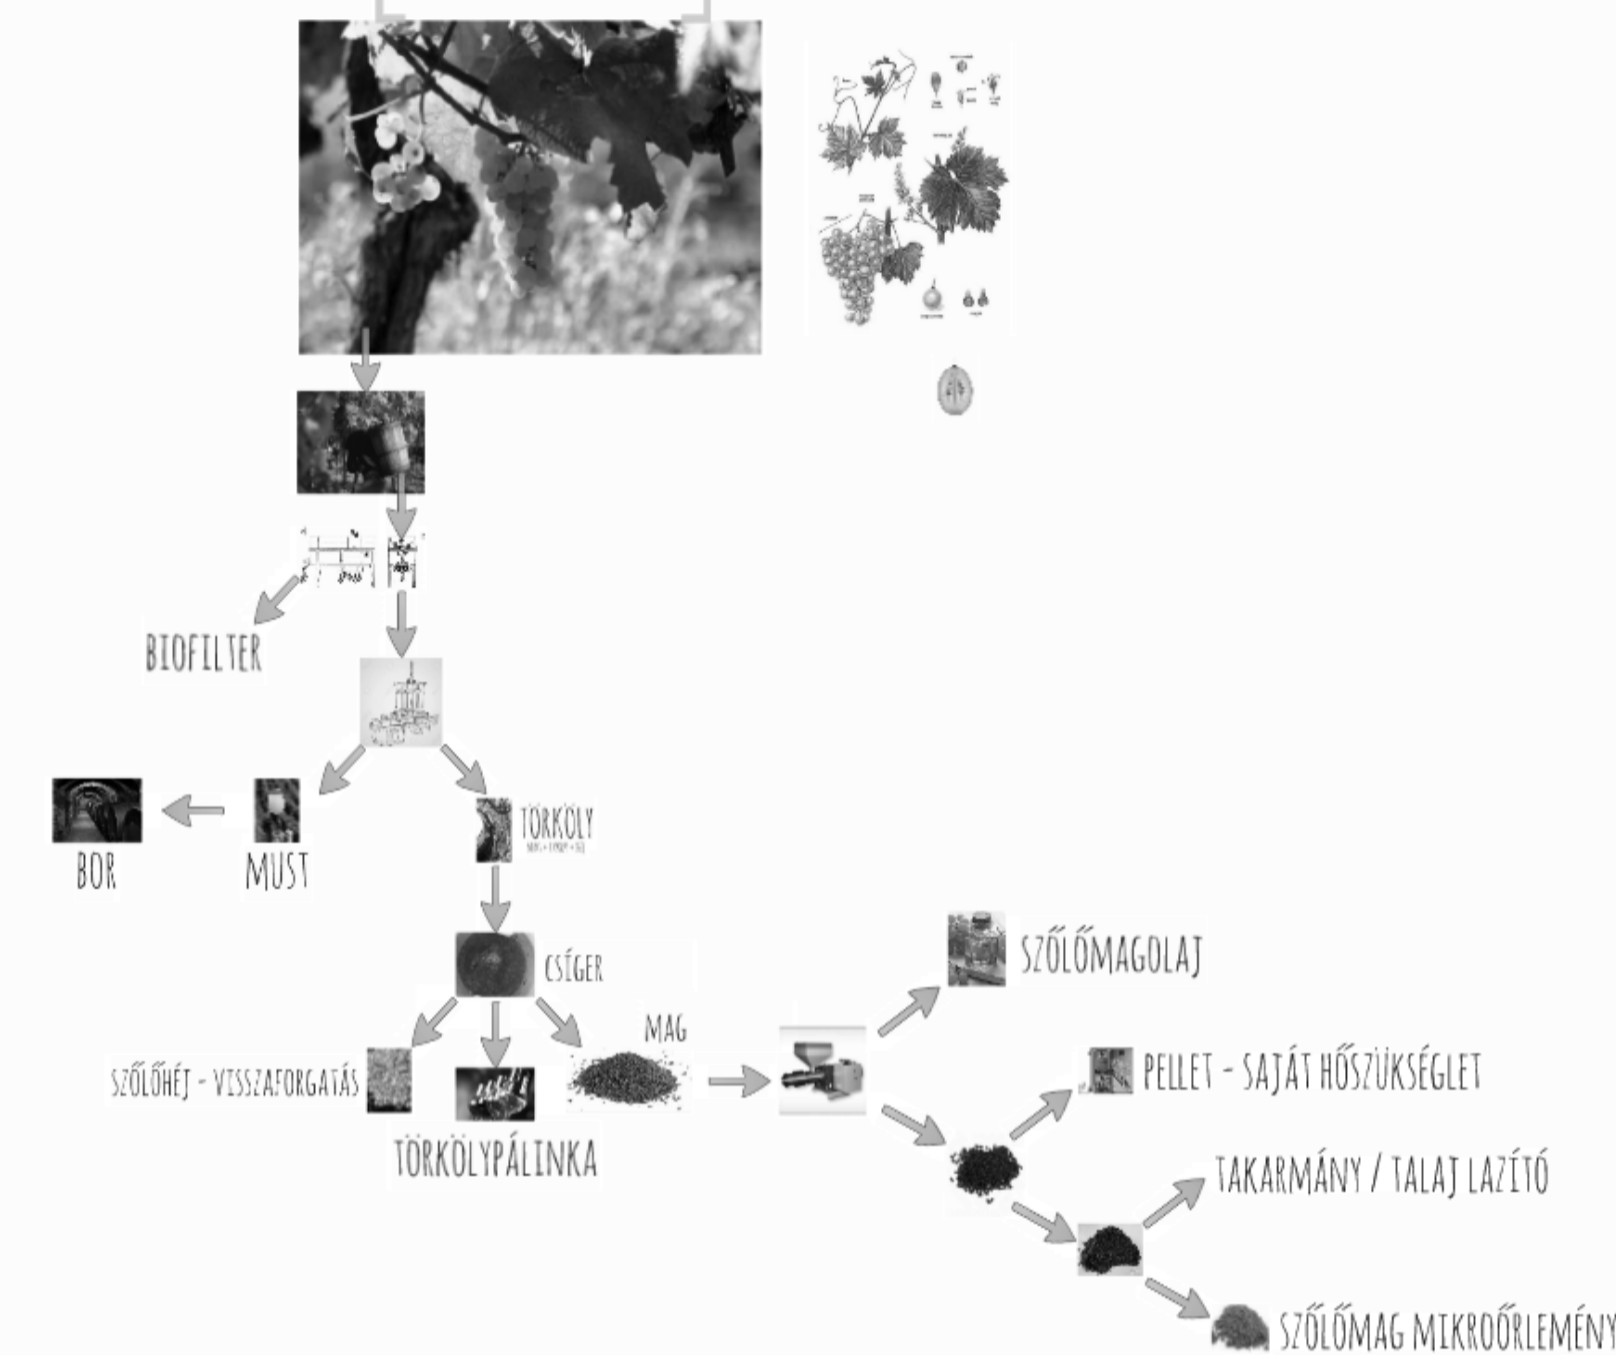 BIOFILTER
BOR
MUST
TÖRKÖLY
CSÍGER
SZŐLŐHÉJ - VISSZAFORGATÁS
TÖRKÖLYPÁLINKA
MAG
SZŐLŐMAGOLAJ
PELLET - SAJÁT HŐSZÜKSÉGLET
TAKARMÁNY / TALAJ LAZÍTÓ
SZŐLŐMAG MIKROŐRLEMÉNY